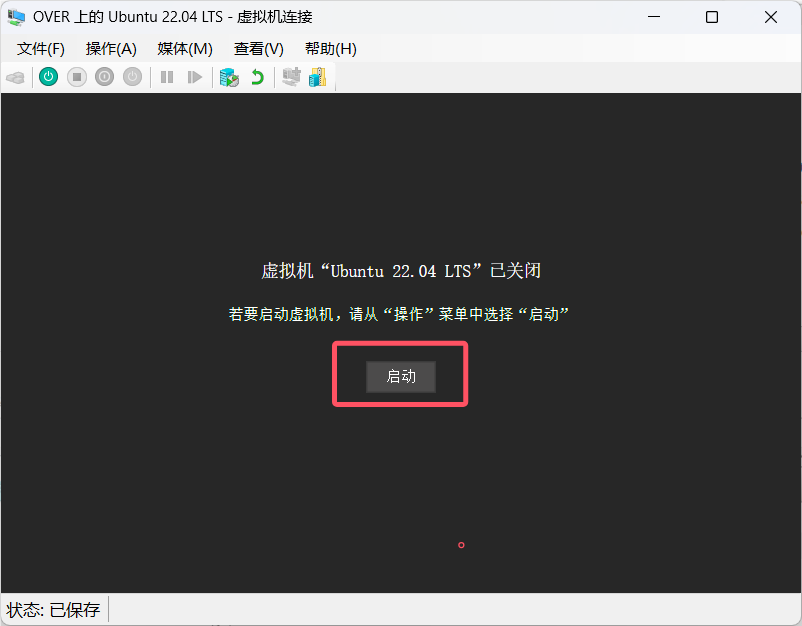 OVER 上的 Ubuntu 22.04 LTS - 虚拟机连接
文件(F) 操作(A) 媒体(M) 查看(V) 帮助(H)
虚拟机“Ubuntu 22.04 LTS”已关闭
若要启动虚拟机，请从“操作”菜单中选择“启动”
启动
状态: 已保存